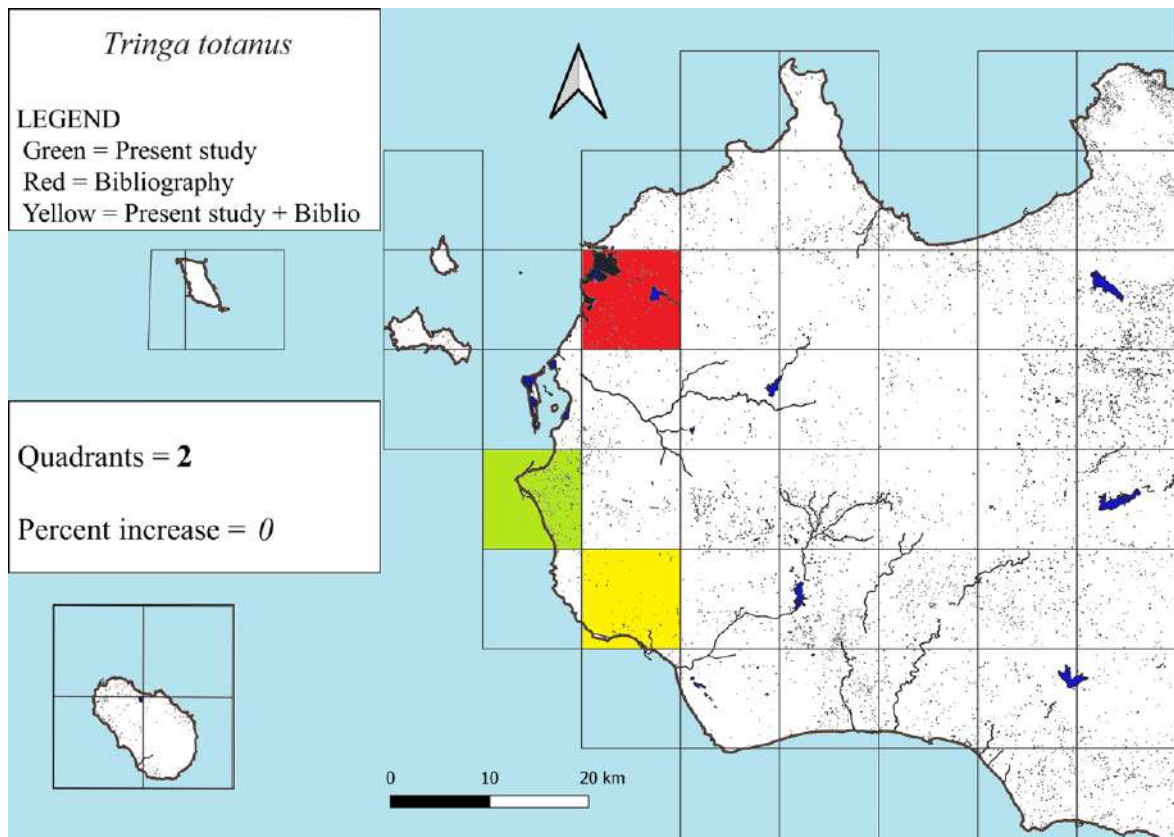 Tringa totanus
LEGEND
Green = Present study
Red = Bibliography
Yellow = Present study + Biblio
Quadrants = 2
Percent increase = 0
0 10 20 km